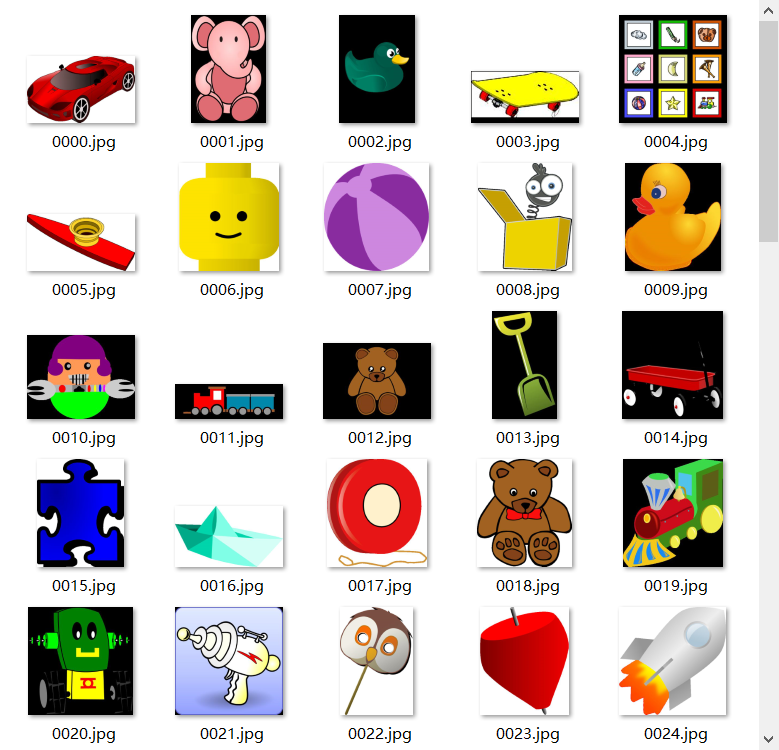 0000.jpg 0001.jpg 0002.jpg 0003.jpg 0004.jpg
0005.jpg 0006.jpg 0007.jpg 0008.jpg 0009.jpg
0010.jpg 0011.jpg 0012.jpg 0013.jpg 0014.jpg
0015.jpg 0016.jpg 0017.jpg 0018.jpg 0019.jpg
0020.jpg 0021.jpg 0022.jpg 0023.jpg 0024.jpg